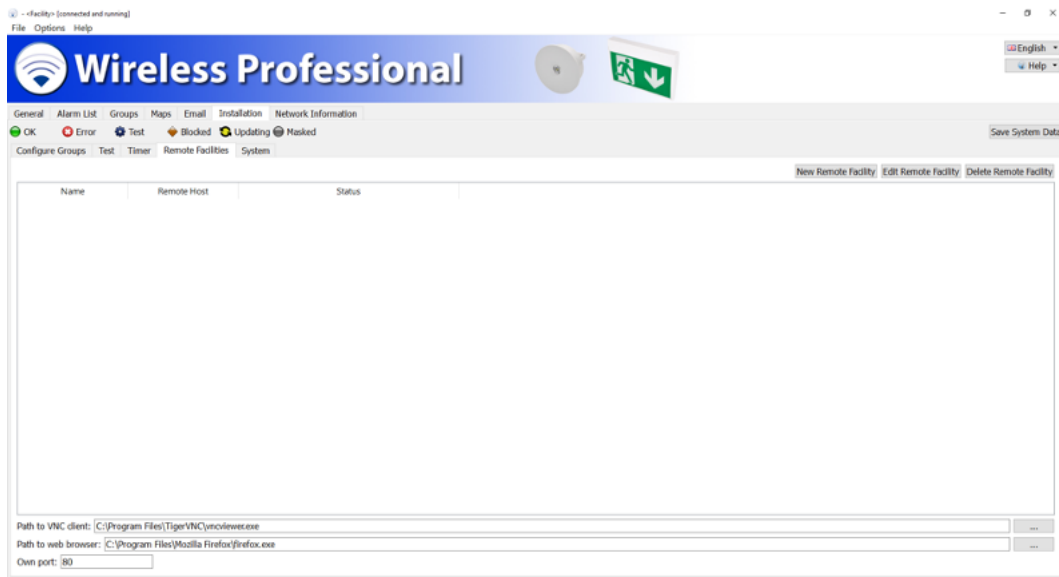 - <Facility> [connected and running]
File Options Help
Wireless Professional
English
Help
General Alarm List Groups Maps Email Installation Network Information
OK Error Test Blocked Updating Masked Save System Data
Configure Groups Test Timer Remote Facilities System
New Remote Facility Edit Remote Facility Delete Remote Facility
Name Remote Host Status
Path to VNC client: C:\Program Files\TigerVNC\vncviewer.exe ...
Path to web browser: C:\Program Files\Mozilla Firefox\firefox.exe ...
Own port: 80